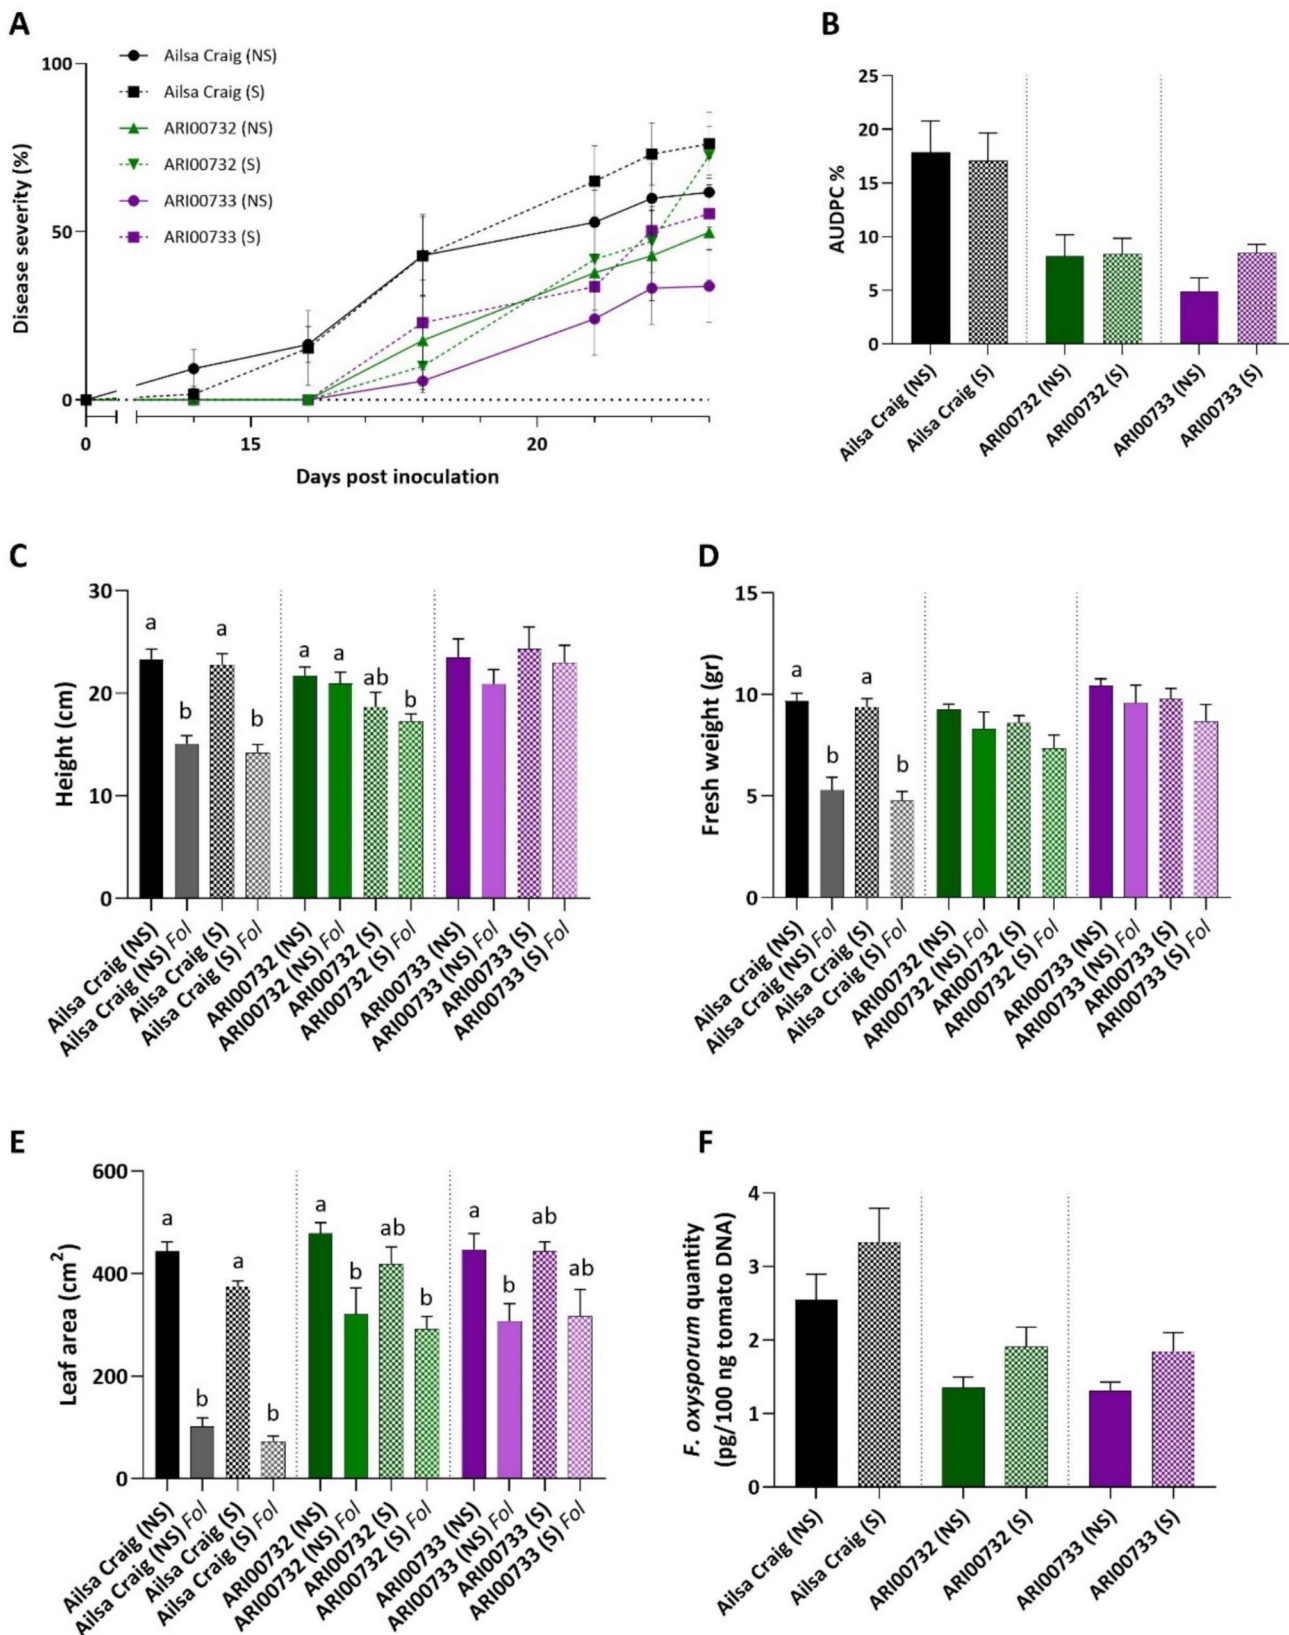 A
100
50
0
Disease severity (%)
Ailsa Craig (NS)
Ailsa Craig (S)
ARI00732 (NS)
ARI00732 (S)
ARI00733 (NS)
ARI00733 (S)
0
15
20
Days post inoculation
B
25
20
15
10
5
0
AUDPC %
Ailsa Craig (NS)
Ailsa Craig (S)
ARI00732 (NS)
ARI00732 (S)
ARI00733 (NS)
ARI00733 (S)
C
30
20
10
0
Height (cm)
a
b
a
b
a
a
ab
b
Ailsa Craig (NS)
Ailsa Craig (NS) Fol
Ailsa Craig (S)
Ailsa Craig (S) Fol
ARI00732 (NS)
ARI00732 (NS) Fol
ARI00732 (S)
ARI00732 (S) Fol
ARI00733 (NS)
ARI00733 (NS) Fol
ARI00733 (S)
ARI00733 (S) Fol
D
15
10
5
0
Fresh weight (gr)
a
b
a
b
Ailsa Craig (NS)
Ailsa Craig (NS) Fol
Ailsa Craig (S)
Ailsa Craig (S) Fol
ARI00732 (NS)
ARI00732 (NS) Fol
ARI00732 (S)
ARI00732 (S) Fol
ARI00733 (NS)
ARI00733 (NS) Fol
ARI00733 (S)
ARI00733 (S) Fol
E
600
400
200
0
Leaf area (cm²)
a
b
a
b
a
b
ab
b
a
b
ab
ab
Ailsa Craig (NS)
Ailsa Craig (NS) Fol
Ailsa Craig (S)
Ailsa Craig (S) Fol
ARI00732 (NS)
ARI00732 (NS) Fol
ARI00732 (S)
ARI00732 (S) Fol
ARI00733 (NS)
ARI00733 (NS) Fol
ARI00733 (S)
ARI00733 (S) Fol
F
4
3
2
1
0
F. oxysporum quantity
(pg/100 ng tomato DNA)
Ailsa Craig (NS)
Ailsa Craig (S)
ARI00732 (NS)
ARI00732 (S)
ARI00733 (NS)
ARI00733 (S)